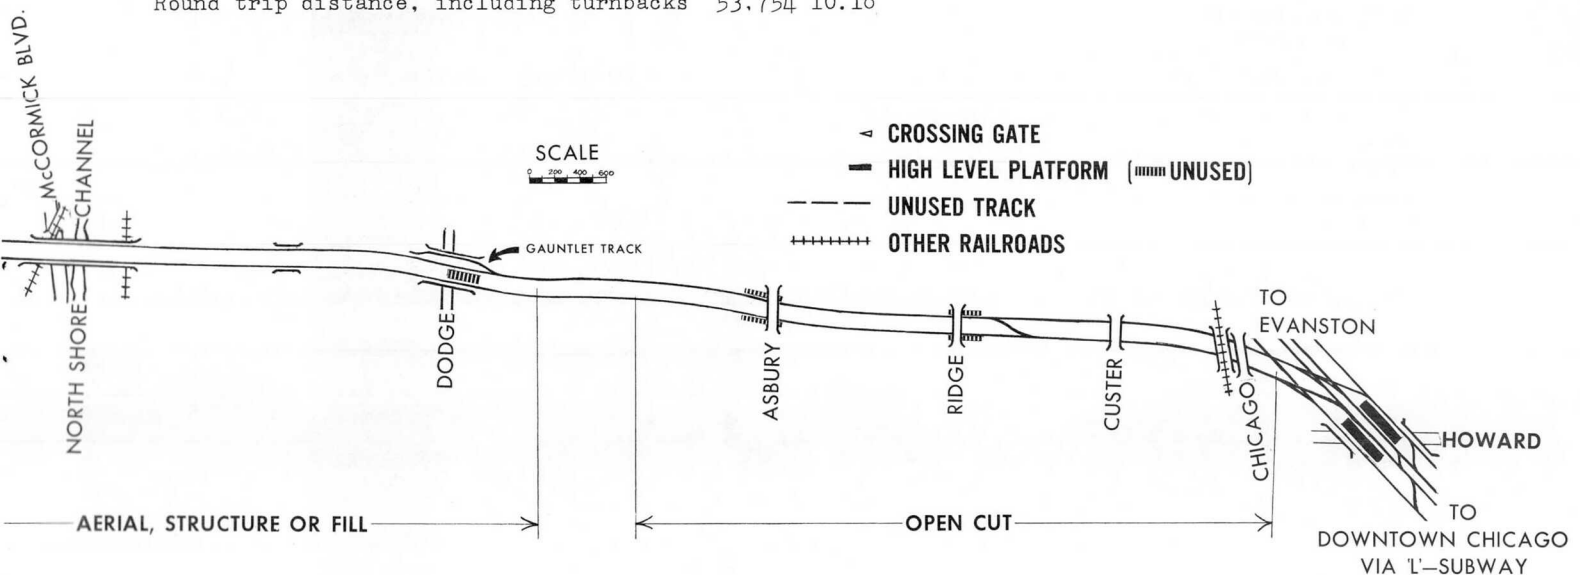 Round trip distance, including turnbacks 53,754 10.18
McCORMICK BLVD.
NORTH SHORE CHANNEL
SCALE
0 200 400 600
CROSSING GATE
HIGH LEVEL PLATFORM ( UNUSED)
UNUSED TRACK
OTHER RAILROADS
GAUNTLET TRACK
DODGE
ASBURY
RIDGE
CUSTER
CHICAGO
TO
EVANSTON
HOWARD
AERIAL, STRUCTURE OR FILL
OPEN CUT
TO
DOWNTOWN CHICAGO
VIA 'L'—SUBWAY